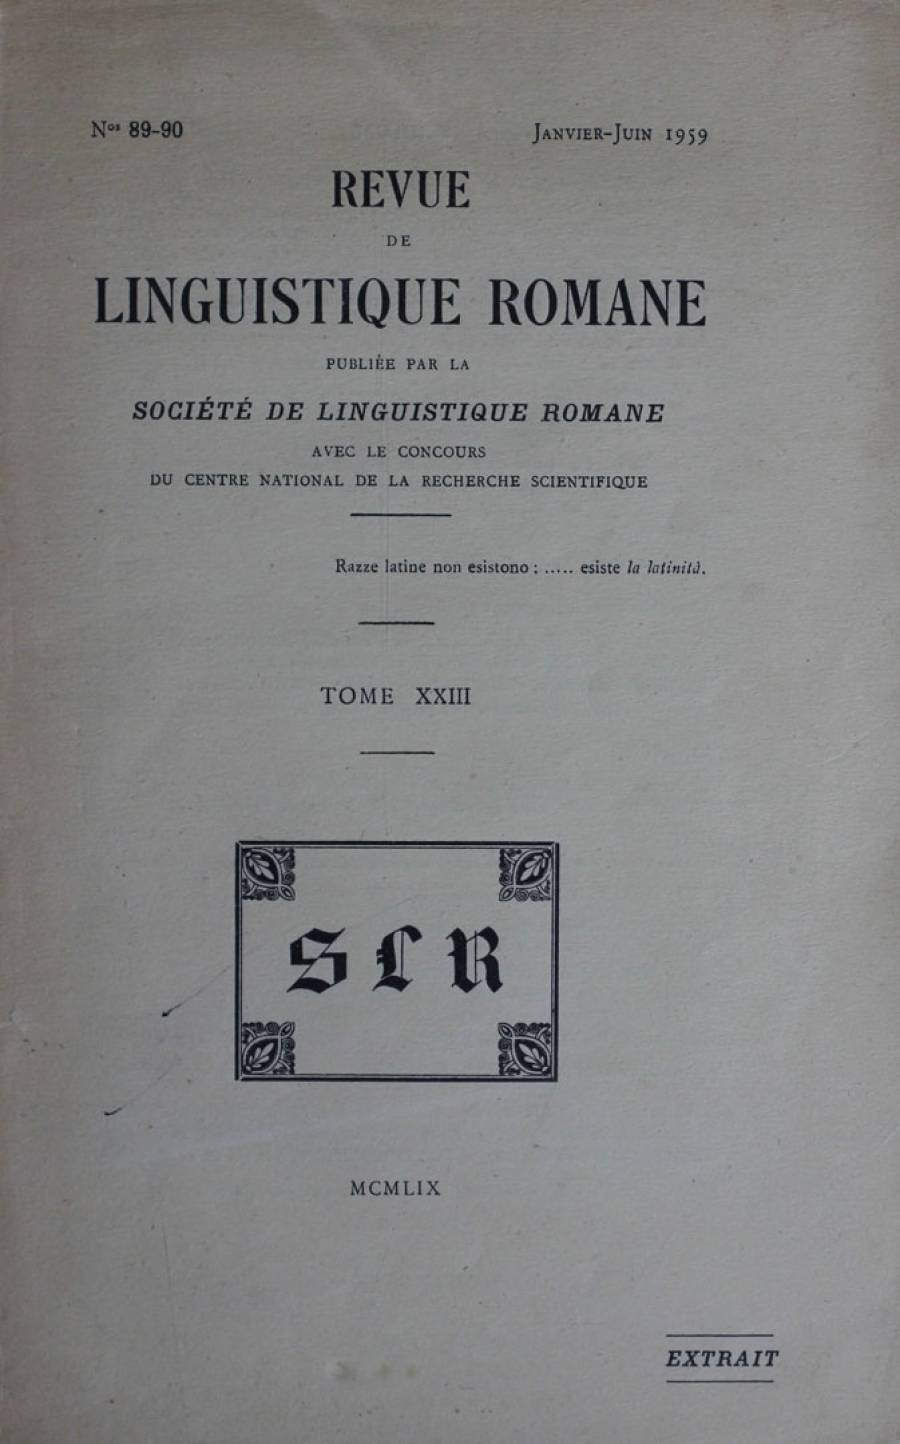 Nos 89-90 JANVIER-JUIN 1959
REVUE
DE
LINGUISTIQUE ROMANE
PUBLIÉE PAR LA
SOCIÉTÉ DE LINGUISTIQUE ROMANE
AVEC LE CONCOURS
DU CENTRE NATIONAL DE LA RECHERCHE SCIENTIFIQUE
Razze latine non esistono ; ..... esiste la latinità.
TOME XXIII
SLR
MCMLIX
EXTRAIT